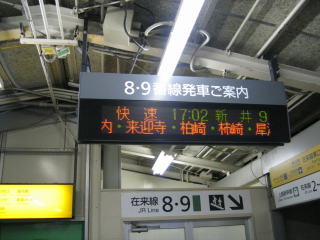 8・9番線発車ご案内
快速 17:02 新井 9
内・来迎寺・柏崎・柿崎・尾
在来線 8・9
JR Line